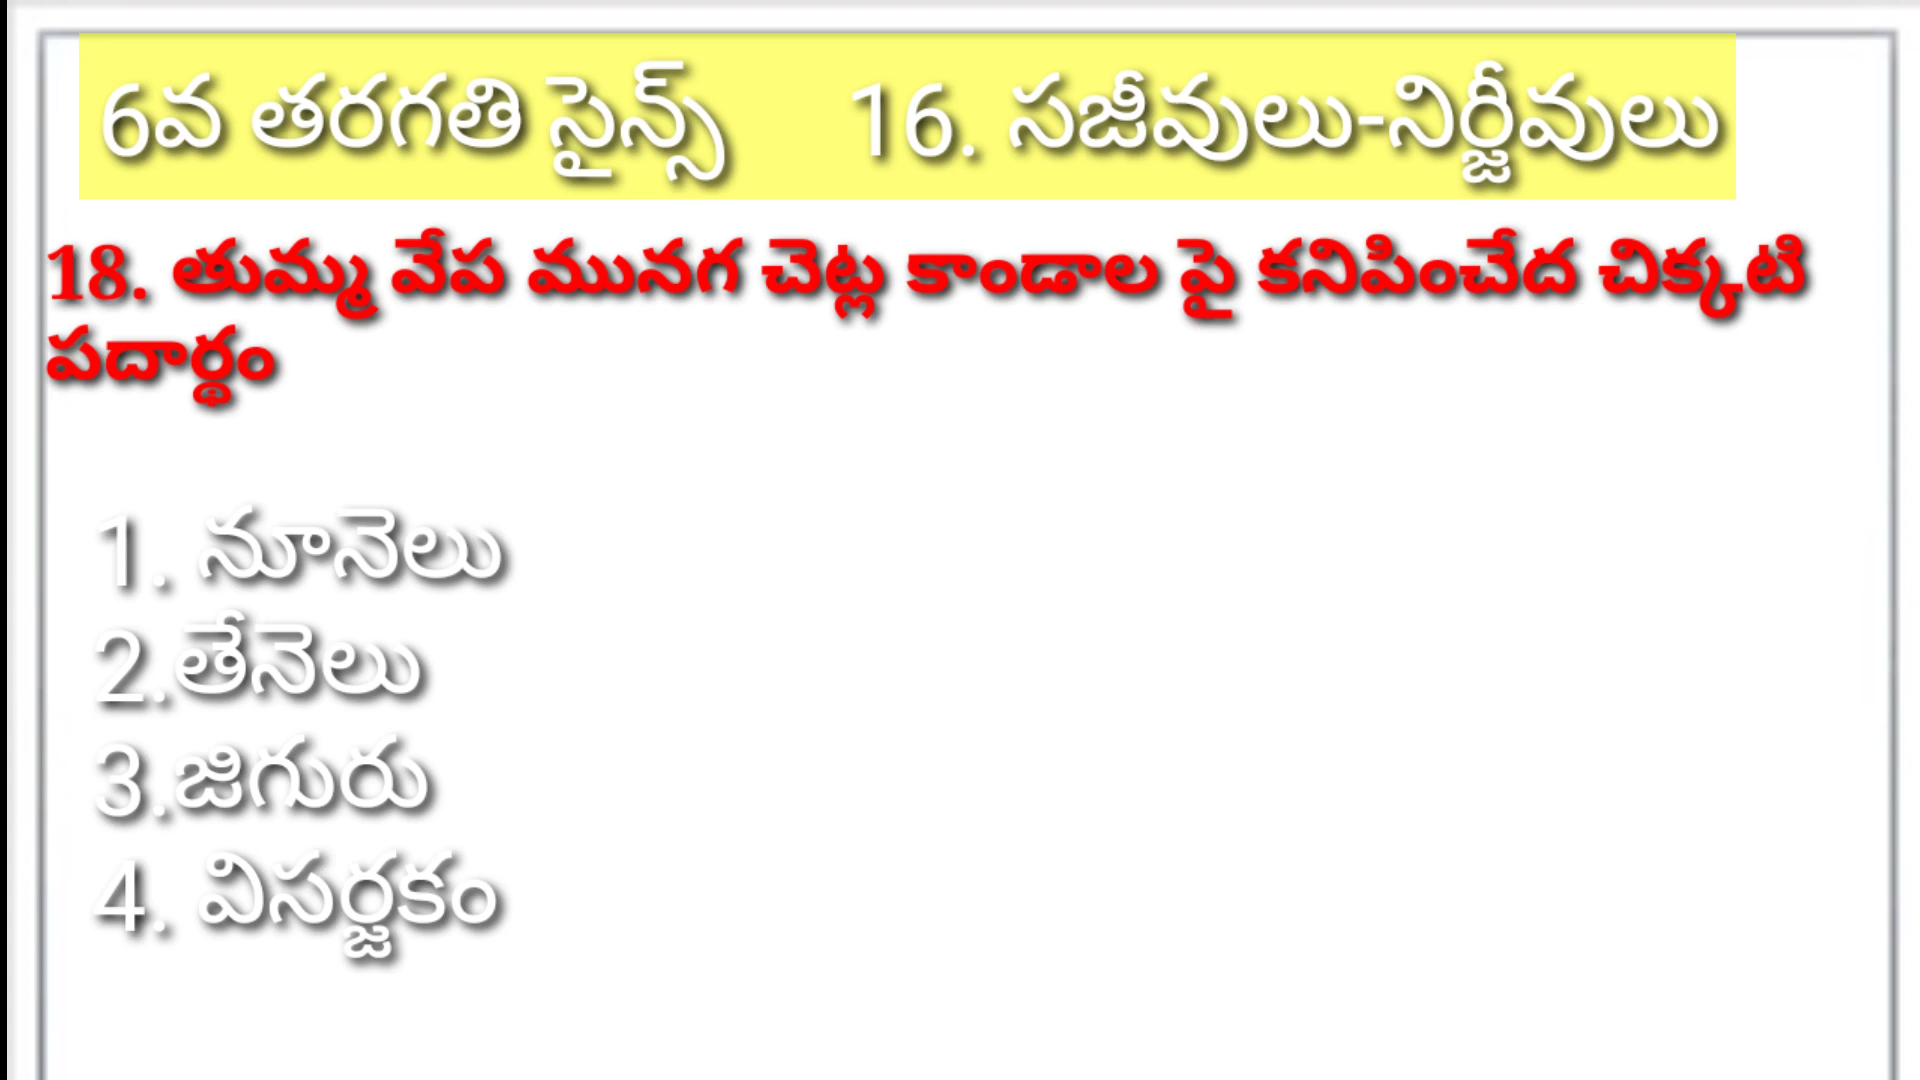 6వ తరగతి సైన్స్ 16. సజీవులు-నిర్జీవులు
18. తుమ్మ వేప మునగ చెట్ల కాండాల పై కనిపించేద చిక్కటి
పదార్థం
1. నూనెలు
2.తేనెలు
3.జిగురు
4. విసర్జకం